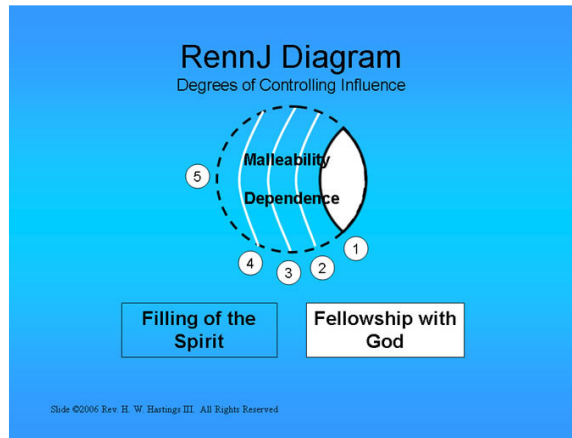 RennJ Diagram
Degrees of Controlling Influence
Malleability
5
Dependence
1
2
3
4
Filling of the
Spirit
Fellowship with
God
Slide ©2006 Rev. H. W. Hastings III. All Rights Reserved